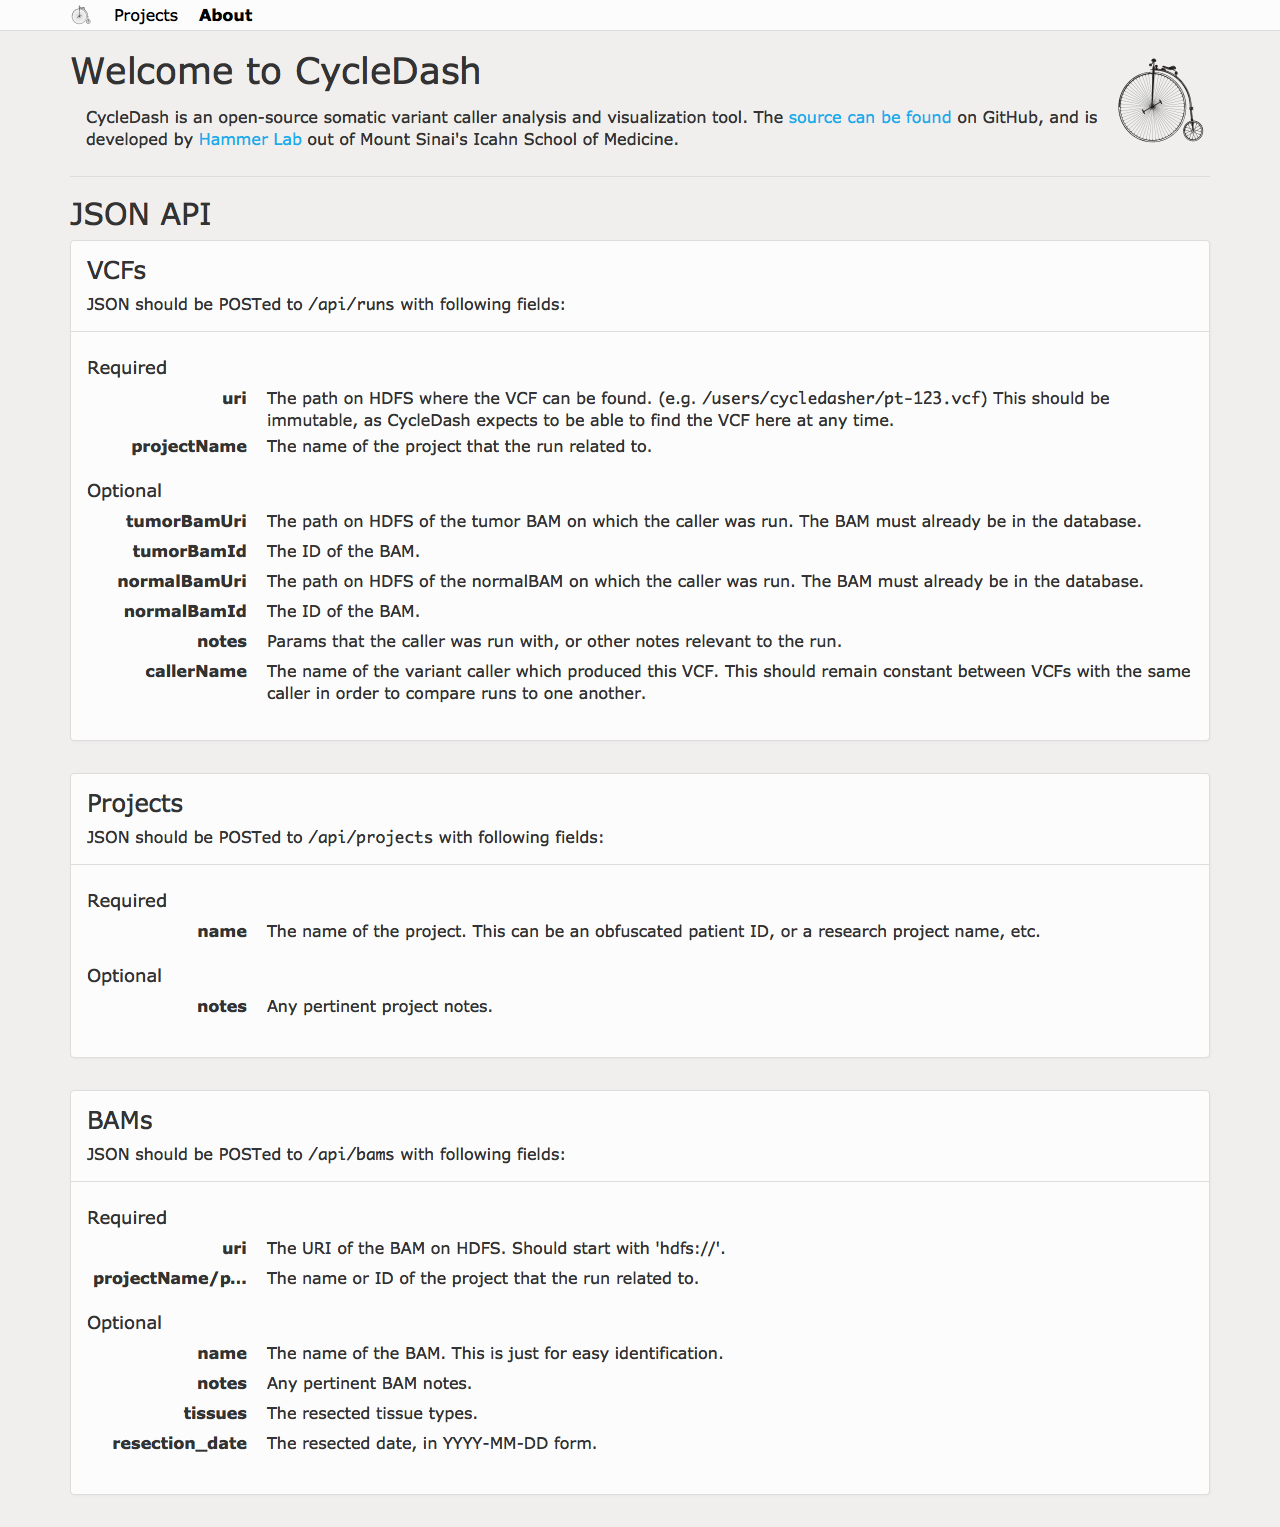 Projects About
Welcome to CycleDash
CycleDash is an open-source somatic variant caller analysis and visualization tool. The source can be found on GitHub, and is
developed by Hammer Lab out of Mount Sinai's Icahn School of Medicine.
JSON API
VCFs
JSON should be POSTed to /api/runs with following fields:
Required
uri The path on HDFS where the VCF can be found. (e.g. /users/cycledasher/pt-123.vcf) This should be
immutable, as CycleDash expects to be able to find the VCF here at any time.
projectName The name of the project that the run related to.
Optional
tumorBamUri The path on HDFS of the tumor BAM on which the caller was run. The BAM must already be in the database.
tumorBamId The ID of the BAM.
normalBamUri The path on HDFS of the normalBAM on which the caller was run. The BAM must already be in the database.
normalBamId The ID of the BAM.
notes Params that the caller was run with, or other notes relevant to the run.
callerName The name of the variant caller which produced this VCF. This should remain constant between VCFs with the same
caller in order to compare runs to one another.
Projects
JSON should be POSTed to /api/projects with following fields:
Required
name The name of the project. This can be an obfuscated patient ID, or a research project name, etc.
Optional
notes Any pertinent project notes.
BAMs
JSON should be POSTed to /api/bams with following fields:
Required
uri The URI of the BAM on HDFS. Should start with 'hdfs://'.
projectName/p... The name or ID of the project that the run related to.
Optional
name The name of the BAM. This is just for easy identification.
notes Any pertinent BAM notes.
tissues The resected tissue types.
resection_date The resected date, in YYYY-MM-DD form.